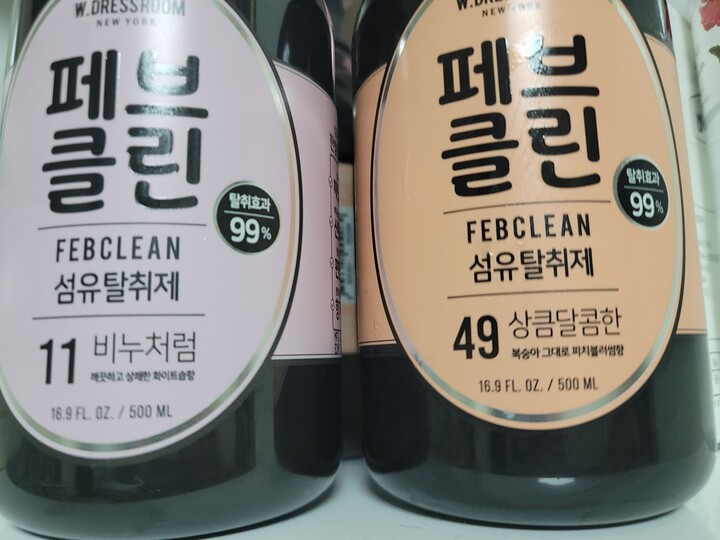 W.DRESSROOM
NEW YORK
페브
클린
탈취효과
99%
FEBCLEAN
섬유탈취제
11 비누처럼
깨끗하고 상쾌한 화이트솝향
16.9 FL. OZ. / 500 ML
W.DRESSROOM
NEW YORK
페브
클린
탈취효과
99%
FEBCLEAN
섬유탈취제
49 상큼달콤한
복숭아 그대로 피치블러썸향
16.9 FL. OZ. / 500 ML